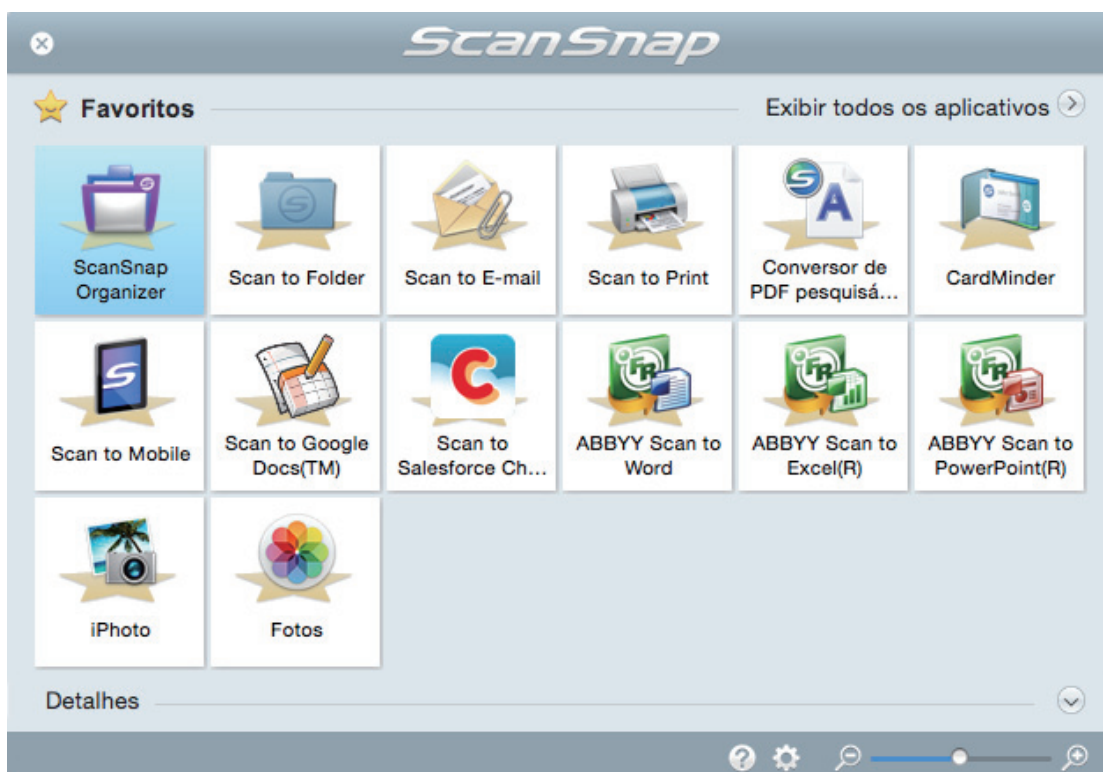 ScanSnap
Favoritos
Exibir todos os aplicativos
ScanSnap
Organizer
Scan to Folder
Scan to E-mail
Scan to Print
Conversor de
PDF pesquisá...
CardMinder
Scan to Mobile
Scan to Google
Docs(TM)
Scan to
Salesforce Ch...
ABBYY Scan to
Word
ABBYY Scan to
Excel(R)
ABBYY Scan to
PowerPoint(R)
iPhoto
Fotos
Detalhes